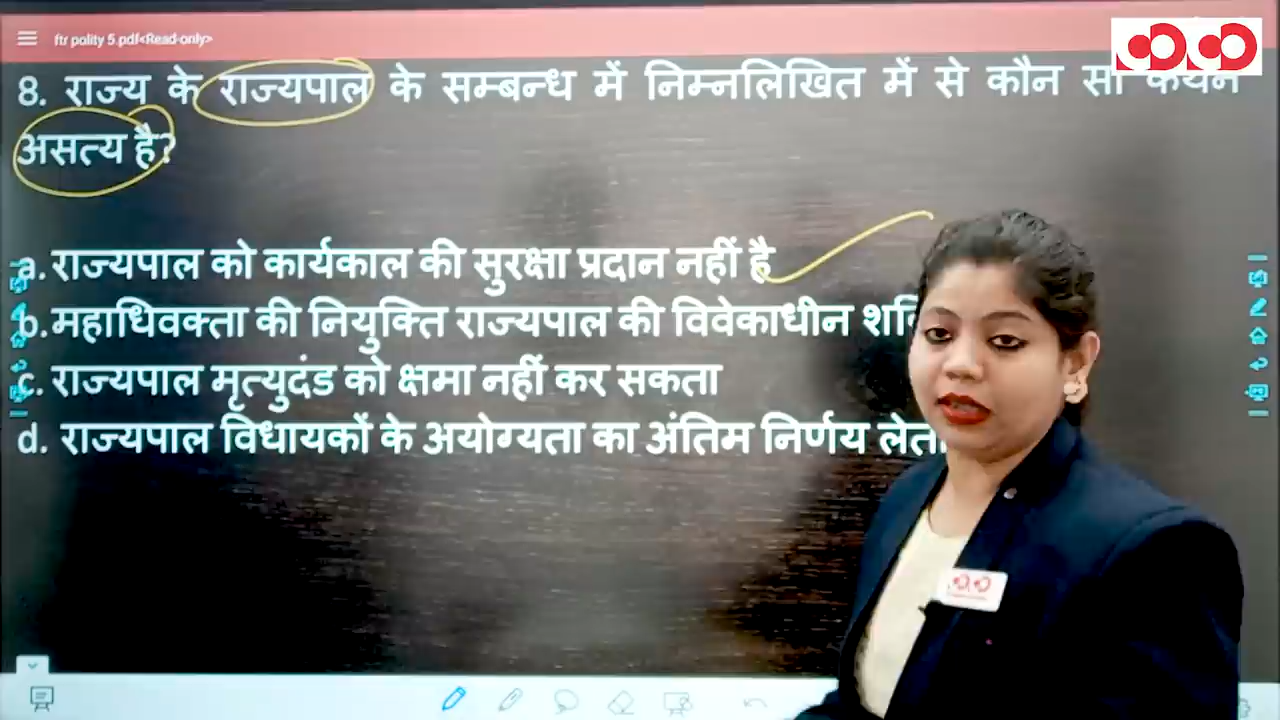 ftr polity 5.pdf<Read-only>
8. राज्य के राज्यपाल के सम्बन्ध में निम्नलिखित में से कौन सा कथन
असत्य है?
a. राज्यपाल को कार्यकाल की सुरक्षा प्रदान नहीं है
b. महाधिवक्ता की नियुक्ति राज्यपाल की विवेकाधीन
c. राज्यपाल मृत्युदंड को क्षमा नहीं कर सकता
d. राज्यपाल विधायकों के अयोग्यता का अंतिम निर्णय